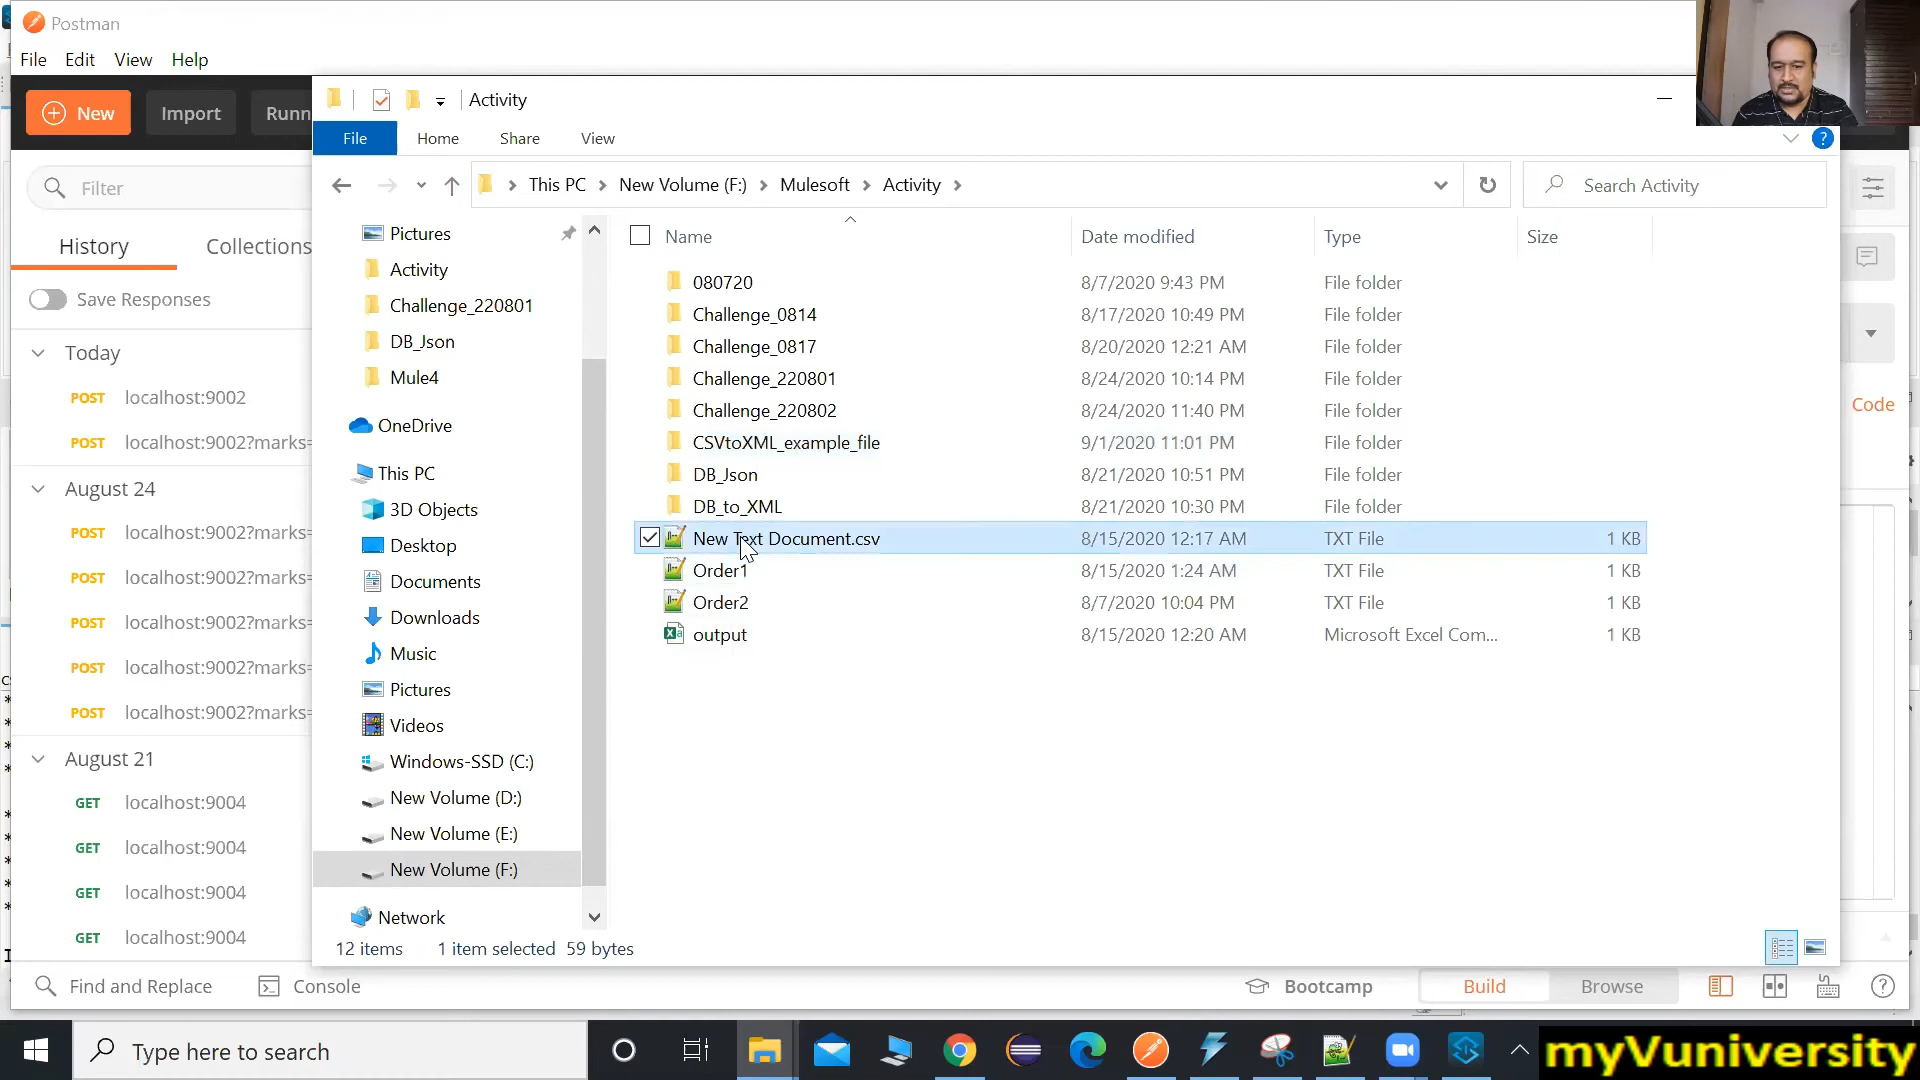 Postman
File Edit View Help
New Import Runn
Activity
File Home Share View
This PC New Volume (F:) Mulesoft Activity
Search Activity
Filter
History Collections
Save Responses
Today
POST localhost:9002
POST localhost:9002?marks=
August 24
POST localhost:9002?marks=
POST localhost:9002?marks=
POST localhost:9002?marks=
POST localhost:9002?marks=
POST localhost:9002?marks=
August 21
GET localhost:9004
GET localhost:9004
GET localhost:9004
GET localhost:9004
Pictures
Activity
Challenge_220801
DB_Json
Mule4
OneDrive
This PC
3D Objects
Desktop
Documents
Downloads
Music
Pictures
Videos
Windows-SSD (C:)
New Volume (D:)
New Volume (E:)
New Volume (F:)
Network
Name Date modified Type Size
080720 8/7/2020 9:43 PM File folder
Challenge_0814 8/17/2020 10:49 PM File folder
Challenge_0817 8/20/2020 12:21 AM File folder
Challenge_220801 8/24/2020 10:14 PM File folder
Challenge_220802 8/24/2020 11:40 PM File folder
CSVtoXML_example_file 9/1/2020 11:01 PM File folder
DB_Json 8/21/2020 10:51 PM File folder
DB_to_XML 8/21/2020 10:30 PM File folder
New Text Document.csv 8/15/2020 12:17 AM TXT File 1 KB
Order1 8/15/2020 1:24 AM TXT File 1 KB
Order2 8/7/2020 10:04 PM TXT File 1 KB
output 8/15/2020 12:20 AM Microsoft Excel Com... 1 KB
Code
12 items 1 item selected 59 bytes
Find and Replace Console
Bootcamp Build Browse
Type here to search
myVuniversity